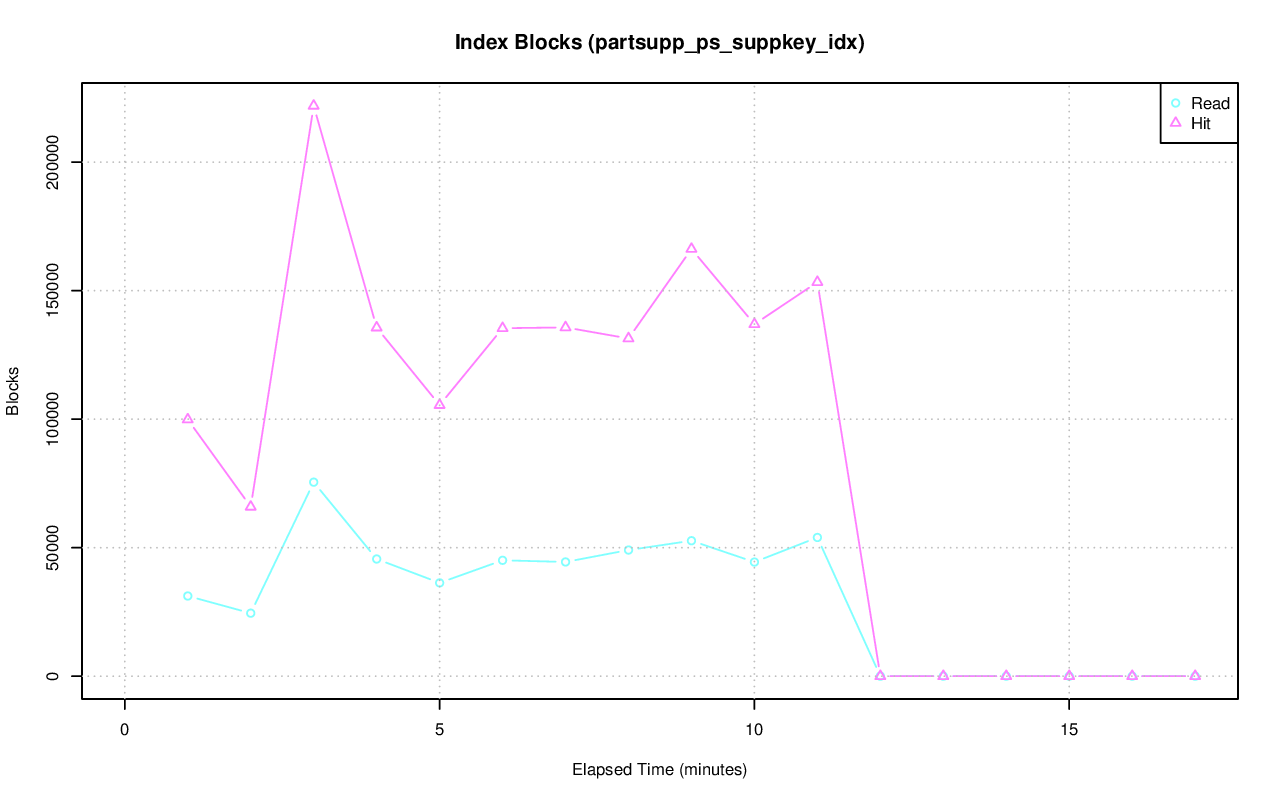 Index Blocks (partsupp_ps_suppkey_idx)
Read
Hit
Blocks
200000
150000
100000
50000
0
0 5 10 15
Elapsed Time (minutes)